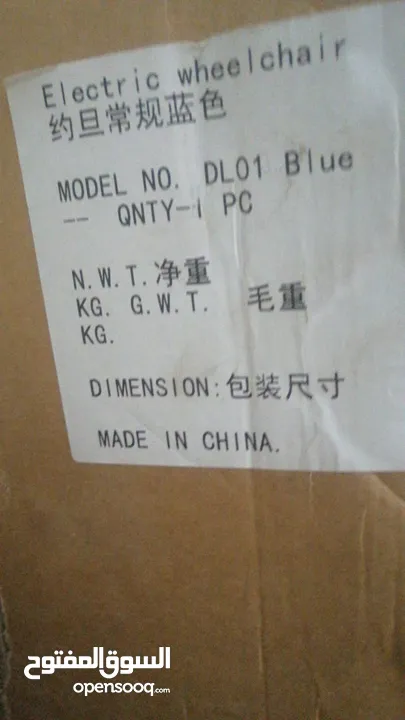 Electric wheelchair
约旦常规蓝色
MODEL NO. DL01 Blue
-- QNTY-1 PC
N.W.T.净重
KG. G.W.T. 毛重
KG.
DIMENSION:包装尺寸
MADE IN CHINA.
السوق المفتوح
opensooq.com